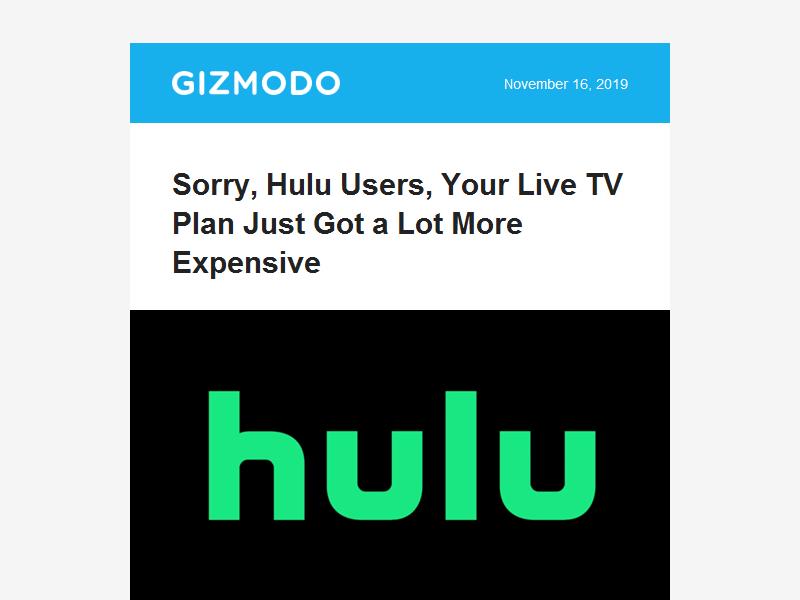 GIZMODO
November 16, 2019
Sorry, Hulu Users, Your Live TV
Plan Just Got a Lot More
Expensive
hulu